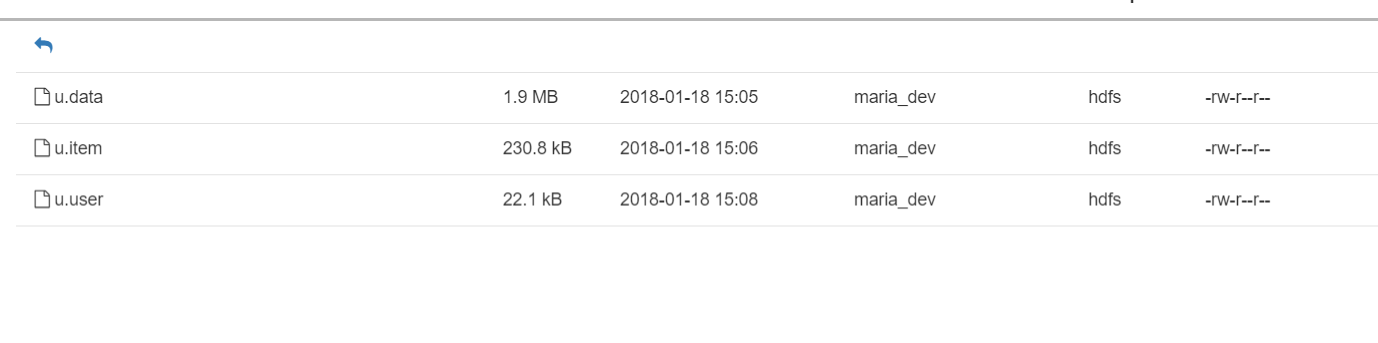 u.data 1.9 MB 2018-01-18 15:05 maria_dev hdfs -rw-r--r--
u.item 230.8 kB 2018-01-18 15:06 maria_dev hdfs -rw-r--r--
u.user 22.1 kB 2018-01-18 15:08 maria_dev hdfs -rw-r--r--